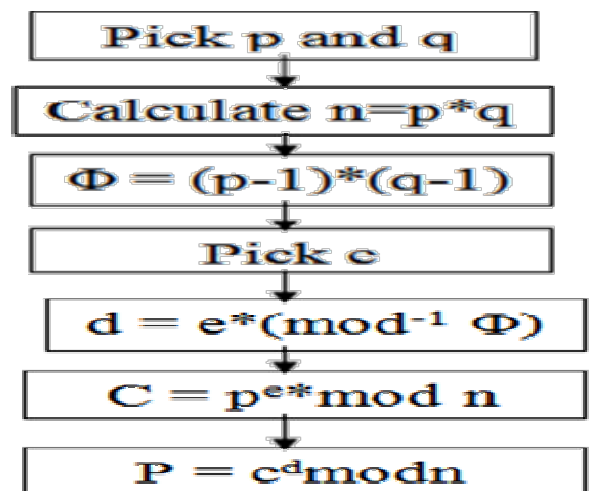 Pick p and q
Calculate n=p*q
Φ = (p-1)*(q-1)
Pick e
d = e*(mod⁻¹ Φ)
C = pᵉ*mod n
P = cᵈmodn